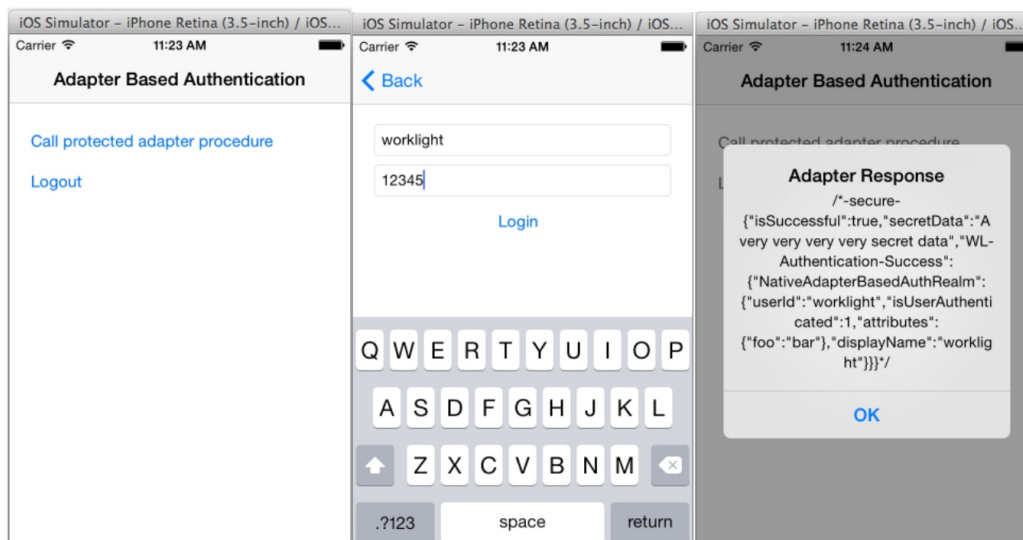 iOS Simulator – iPhone Retina (3.5-inch) / iOS...
Carrier
11:23 AM
Adapter Based Authentication
Call protected adapter procedure
Logout
iOS Simulator – iPhone Retina (3.5-inch) / iOS...
Carrier
11:23 AM
Back
worklight
12345
Login
Q W E R T Y U I O P
A S D F G H J K L
Z X C V B N M
.?123 space return
iOS Simulator – iPhone Retina (3.5-inch) / iOS...
Carrier
11:24 AM
Adapter Based Authentication
Call protected adapter procedure
L
Adapter Response
/*-secure-
{"isSuccessful":true,"secretData":"A
very very very very secret data","WL-
Authentication-Success":
{"NativeAdapterBasedAuthRealm":
{"userId":"worklight","isUserAuthenti
cated":1,"attributes":
{"foo":"bar"},"displayName":"worklig
ht"}}}*/
OK